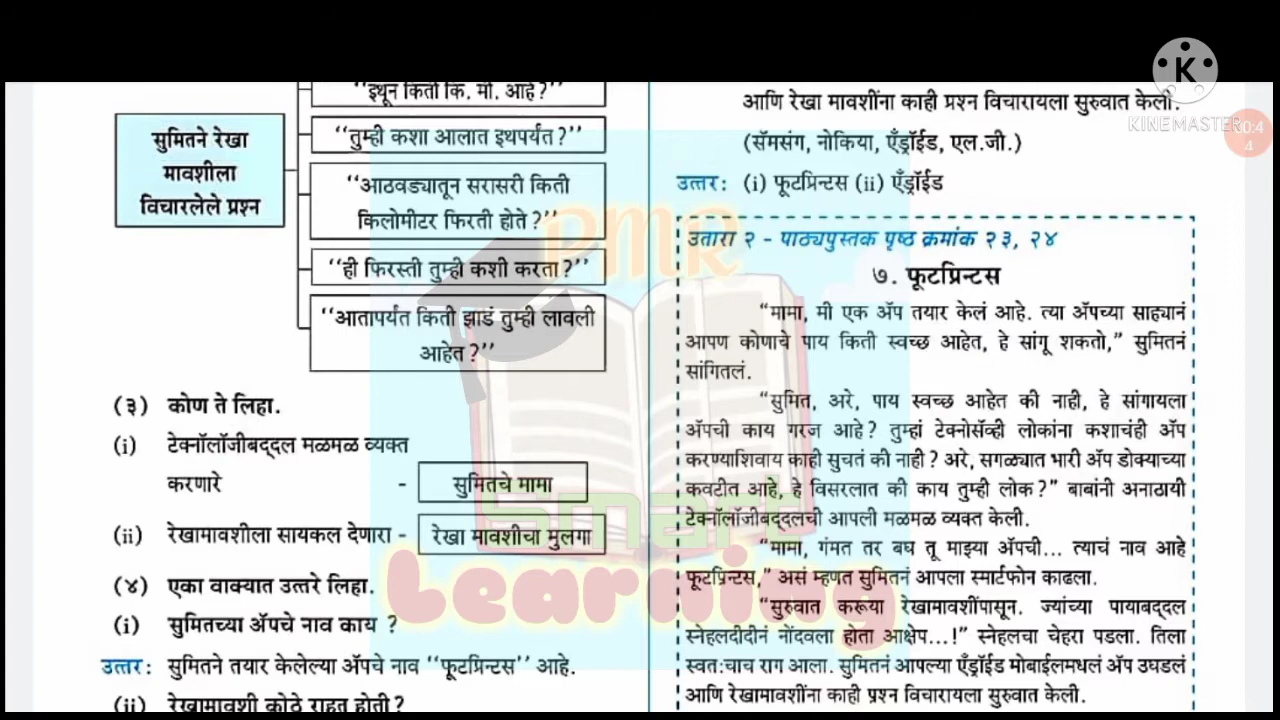 "इथून किती कि. मी. आहे?"
सुमितने रेखा
मावशीला
विचारलेले प्रश्न
"तुम्ही कशा आलात इथपर्यंत?"
"आठवड्यातून सरासरी किती
किलोमीटर फिरती होते?"
"ही फिरस्ती तुम्ही कशी करता?"
"आतापर्यंत किती झाडं तुम्ही लावली
आहेत?"
(३) कोण ते लिहा.
(i) टेक्नॉलॉजीबद्दल मळमळ व्यक्त
करणारे - सुमितचे मामा
(ii) रेखामावशीला सायकल देणारा - रेखा मावशीचा मुलगा
(४) एका वाक्यात उत्तरे लिहा.
(i) सुमितच्या ॲपचे नाव काय ?
उत्तर: सुमितने तयार केलेल्या ॲपचे नाव "फूटप्रिन्टस" आहे.
(ii) रेखामावशी कोठे राहत होती?
आणि रेखा मावशींना काही प्रश्न विचारायला सुरुवात केली.
(सॅमसंग, नोकिया, ऍंड्रॉईड, एल.जी.)
उत्तर: (i) फूटप्रिन्टस (ii) ऍंड्रॉईड
उतारा २ - पाठ्यपुस्तक पृष्ठ क्रमांक २३, २४
७. फूटप्रिन्टस
"मामा, मी एक ॲप तयार केलं आहे. त्या ॲपच्या साह्यानं
आपण कोणाचे पाय किती स्वच्छ आहेत, हे सांगू शकतो," सुमितनं
सांगितलं.
"सुमित, अरे, पाय स्वच्छ आहेत की नाही, हे सांगायला
ॲपची काय गरज आहे? तुम्हां टेक्नोसॅव्ही लोकांना कशाचंही ॲप
करण्याशिवाय काही सुचतं की नाही? अरे, सगळ्यात भारी ॲप डोक्याच्या
कवटीत आहे, हे विसरलात की काय तुम्ही लोक?" बाबांनी अनाठायी
टेक्नॉलॉजीबद्दलची आपली मळमळ व्यक्त केली.
"मामा, गंमत तर बघ तू माझ्या ॲपची... त्याचं नाव आहे
फूटप्रिन्टस," असं म्हणत सुमितनं आपला स्मार्टफोन काढला.
"सुरुवात करूया रेखामावशींपासून. ज्यांच्या पायाबद्दल
स्नेहलदीदीनं नोंदवला होता आक्षेप...!" स्नेहलचा चेहरा पडला. तिला
स्वत:चाच राग आला. सुमितनं आपल्या ऍंड्रॉईड मोबाईलमधलं ॲप उघडलं
आणि रेखामावशींना काही प्रश्न विचारायला सुरुवात केली.
PMR
Smart
Learning
K
KINEMASTER
0:4
4